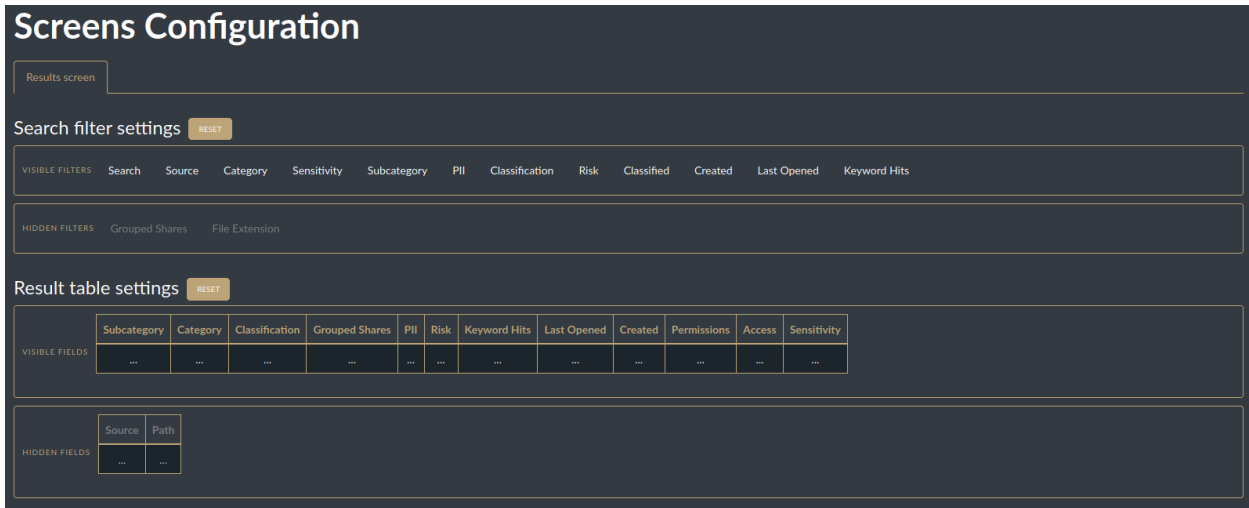 Screens Configuration
Results screen
Search filter settings RESET
VISIBLE FILTERS Search Source Category Sensitivity Subcategory PII Classification Risk Classified Created Last Opened Keyword Hits
HIDDEN FILTERS Grouped Shares File Extension
Result table settings RESET
Subcategory Category Classification Grouped Shares PII Risk Keyword Hits Last Opened Created Permissions Access Sensitivity
VISIBLE FIELDS ... ... ... ... ... ... ... ... ... ... ... ...
Source Path
HIDDEN FIELDS ... ...